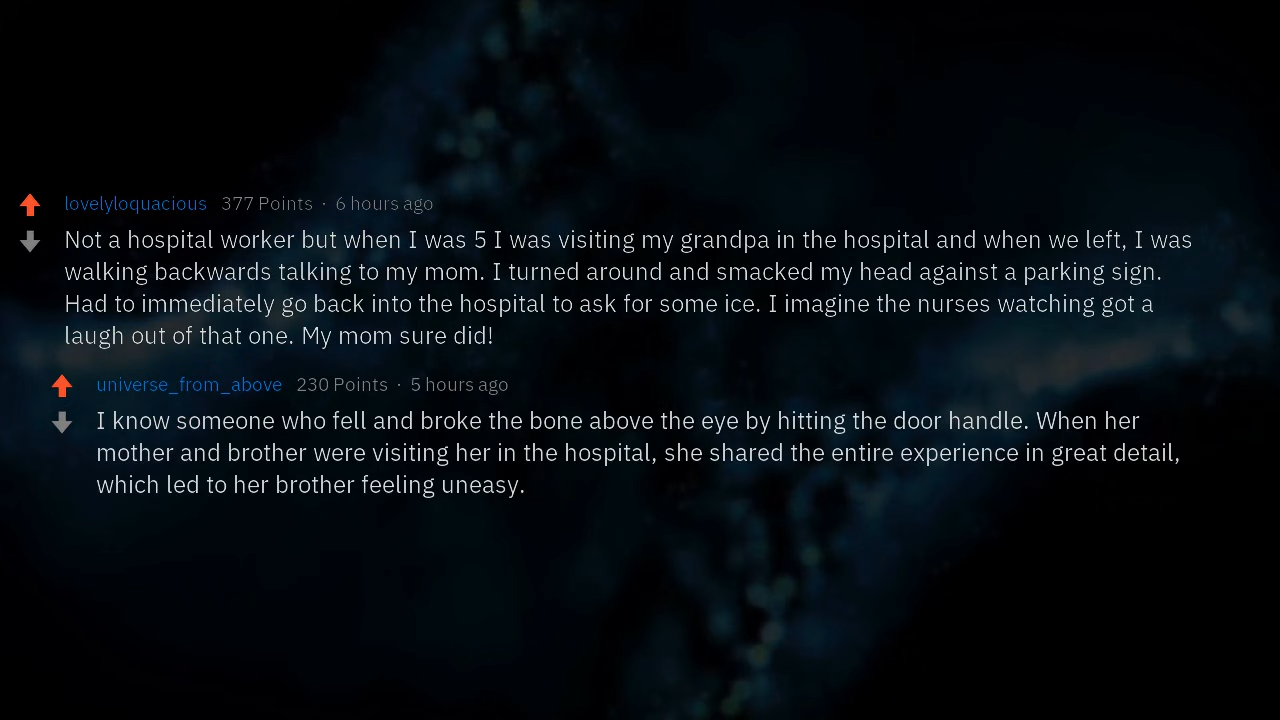 lovelyloquacious 377 Points · 6 hours ago
Not a hospital worker but when I was 5 I was visiting my grandpa in the hospital and when we left, I was
walking backwards talking to my mom. I turned around and smacked my head against a parking sign.
Had to immediately go back into the hospital to ask for some ice. I imagine the nurses watching got a
laugh out of that one. My mom sure did!
universe_from_above 230 Points · 5 hours ago
I know someone who fell and broke the bone above the eye by hitting the door handle. When her
mother and brother were visiting her in the hospital, she shared the entire experience in great detail,
which led to her brother feeling uneasy.